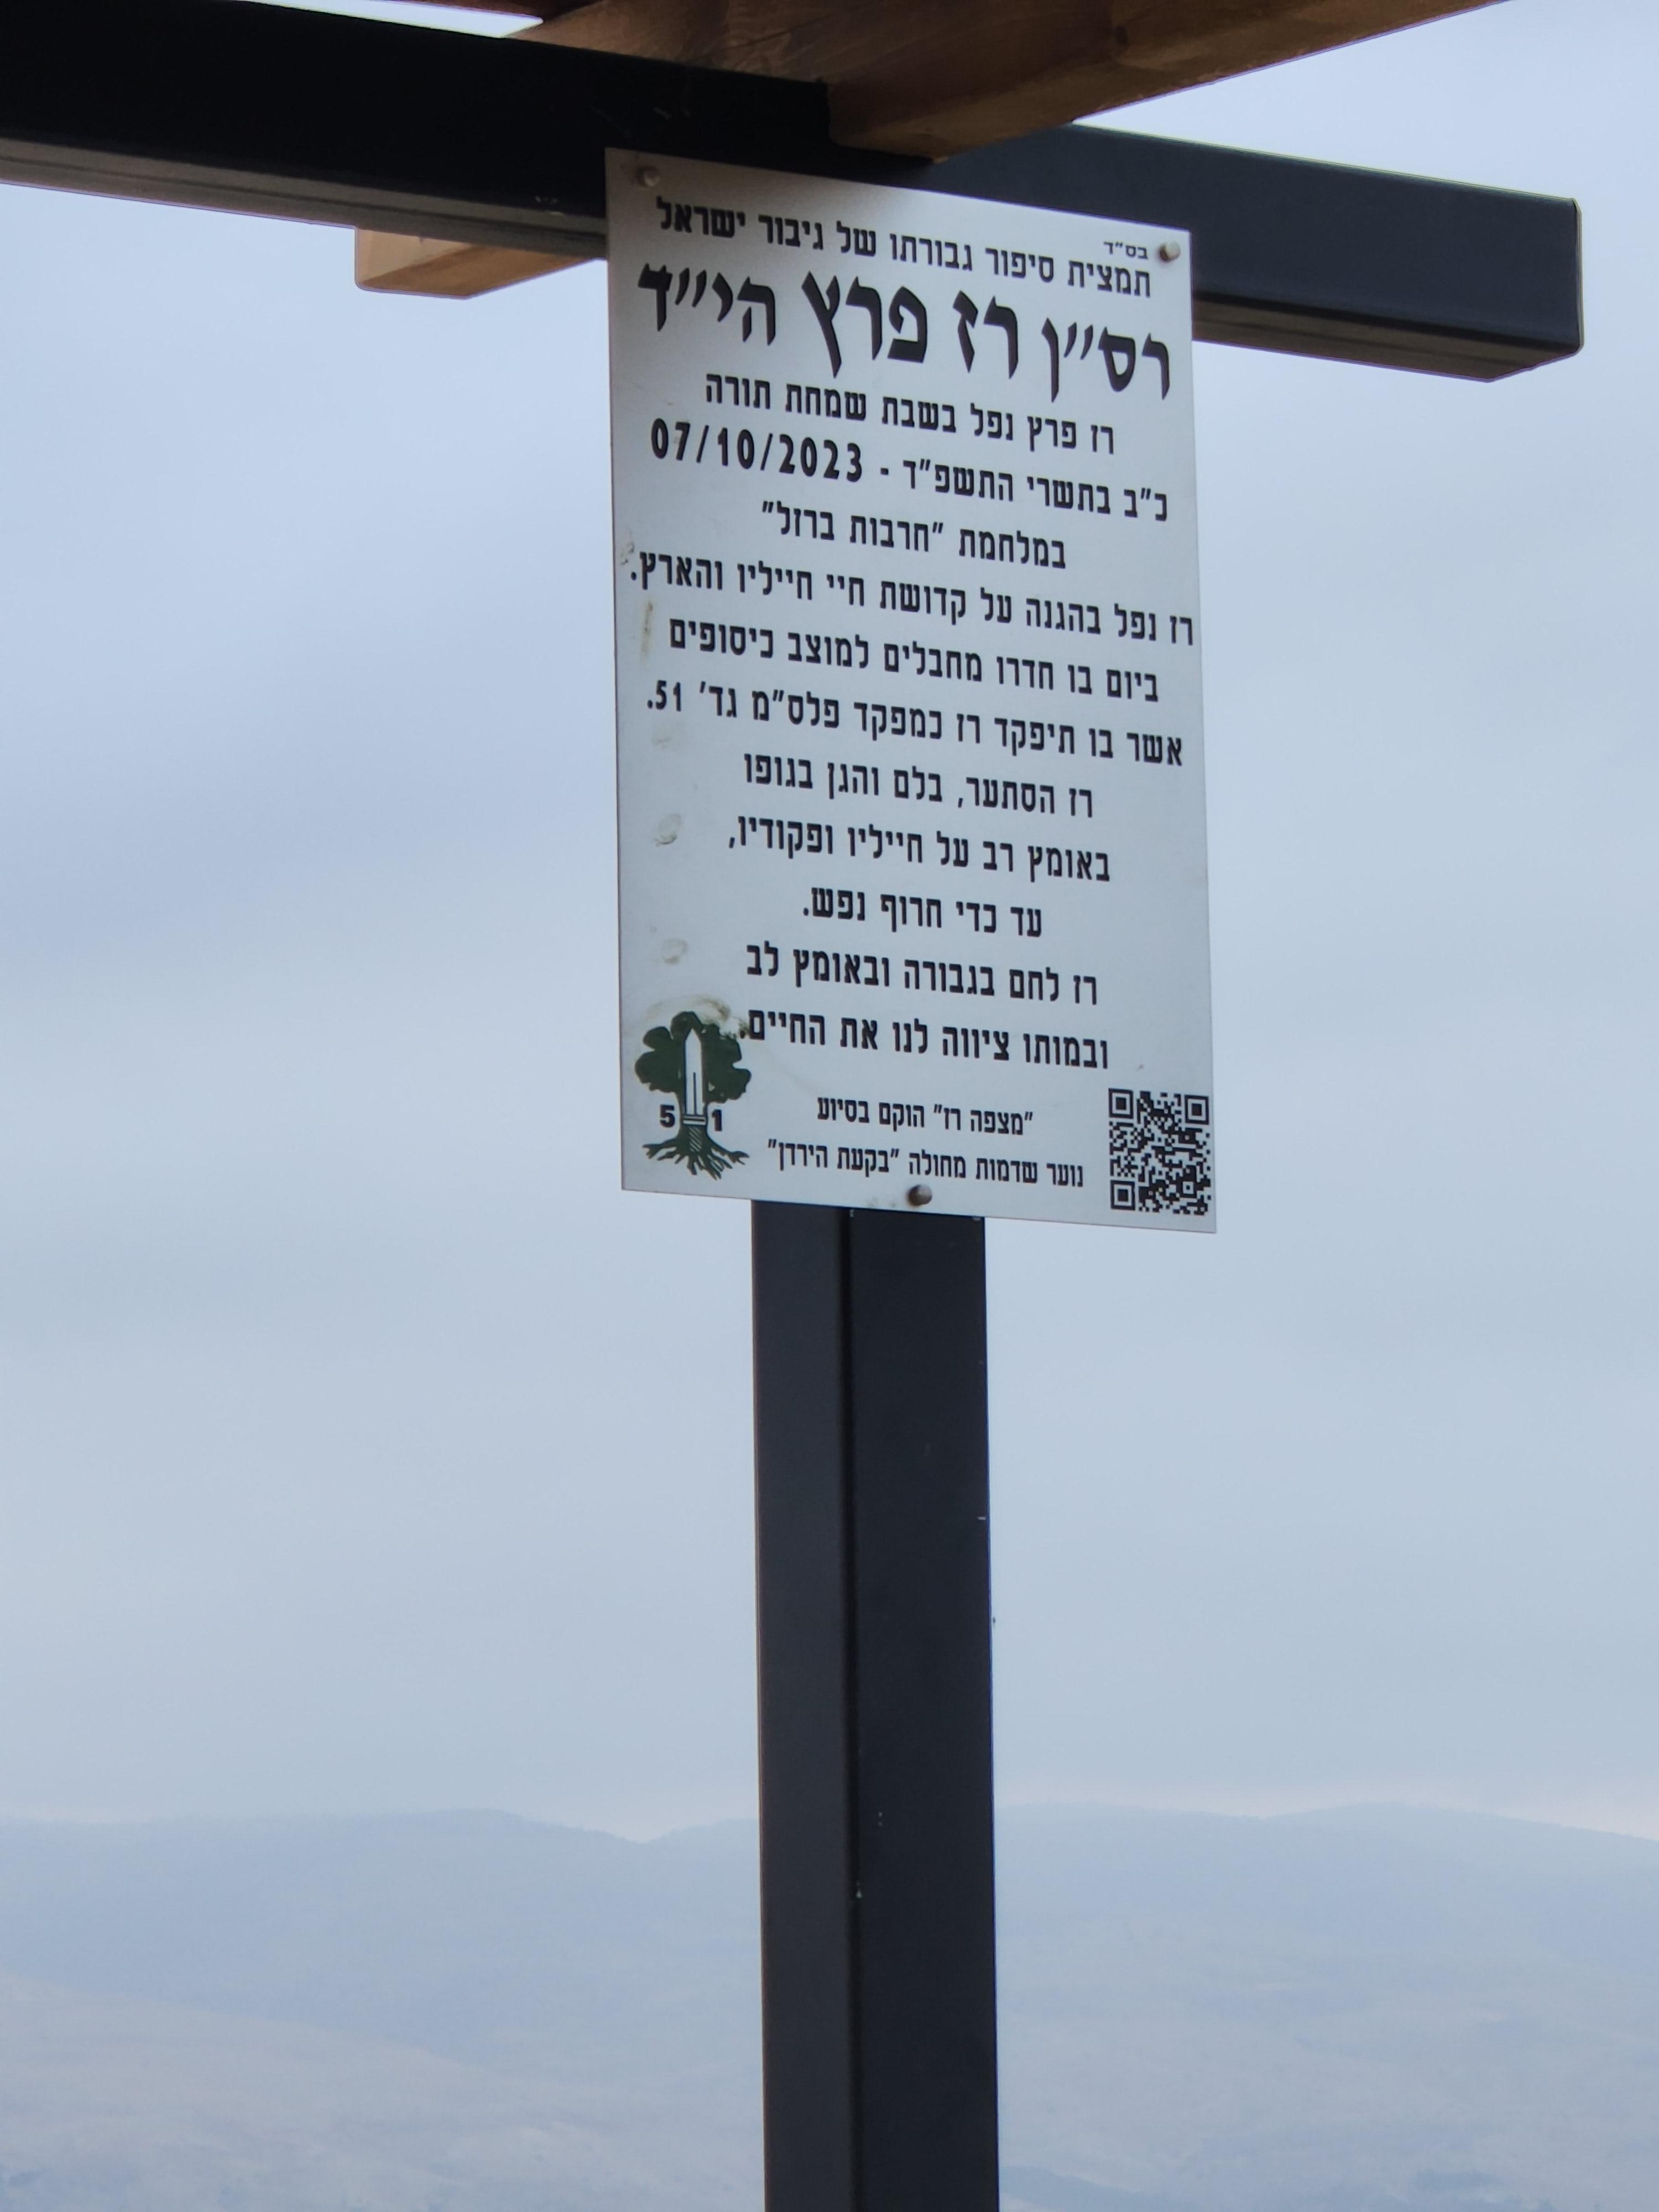 בס"ד
תמצית סיפור גבורתו של גיבור ישראל
רס"ן רז פרץ הי"ד
רז פרץ נפל בשבת שמחת תורה
כ"ב בתשרי התשפ"ד - 07/10/2023
במלחמת "חרבות ברזל"
רז נפל בהגנה על קדושת חיי חייליו והארץ.
ביום בו חדרו מחבלים למוצב כיסופים
אשר בו תיפקד רז כמפקד פלס"מ גד' 51.
רז הסתער, בלם והגן בגופו
באומץ רב על חייליו ופקודיו,
עד כדי חרוף נפש.
רז לחם בגבורה ובאומץ לב
ובמותו ציווה לנו את החיים.
"מצפה רז" הוקם בסיוע
נוער שדמות מחולה "בקעת הירדן"
51